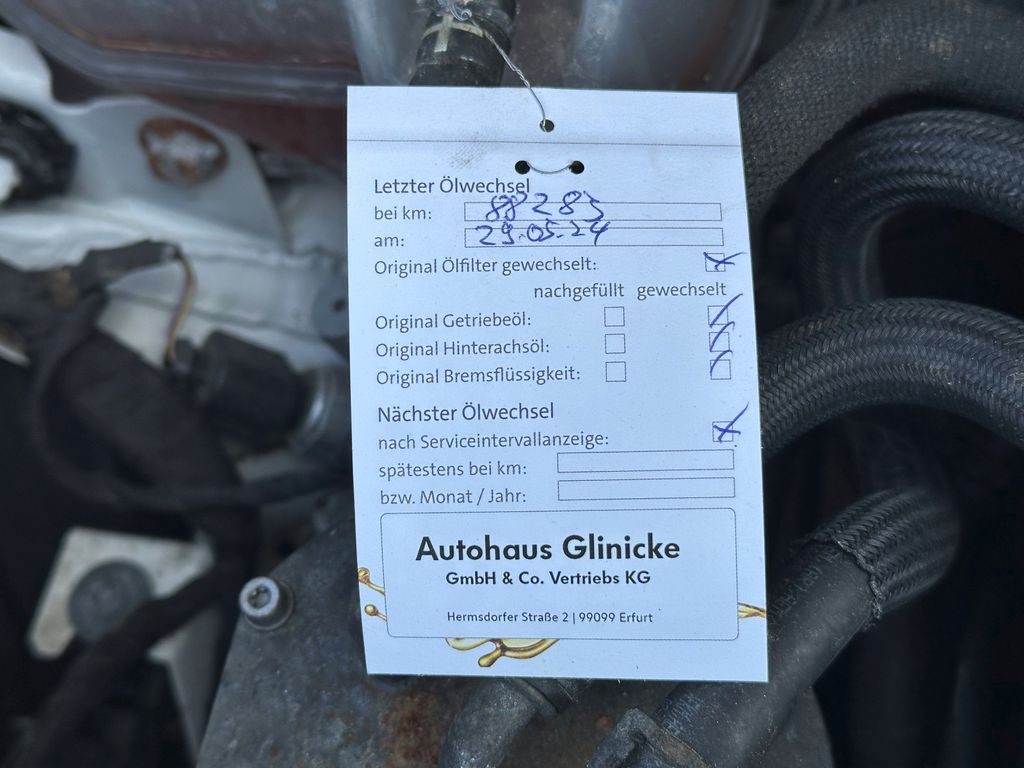 Letzter Ölwechsel
bei km: 88283
am: 29.05.24
Original Ölfilter gewechselt:
nachgefüllt gewechselt
Original Getriebeöl:
Original Hinterachsöl:
Original Bremsflüssigkeit:
Nächster Ölwechsel
nach Serviceintervallanzeige:
spätestens bei km:
bzw. Monat / Jahr:
Autohaus Glinicke
GmbH & Co. Vertriebs KG
Hermsdorfer Straße 2 | 99099 Erfurt